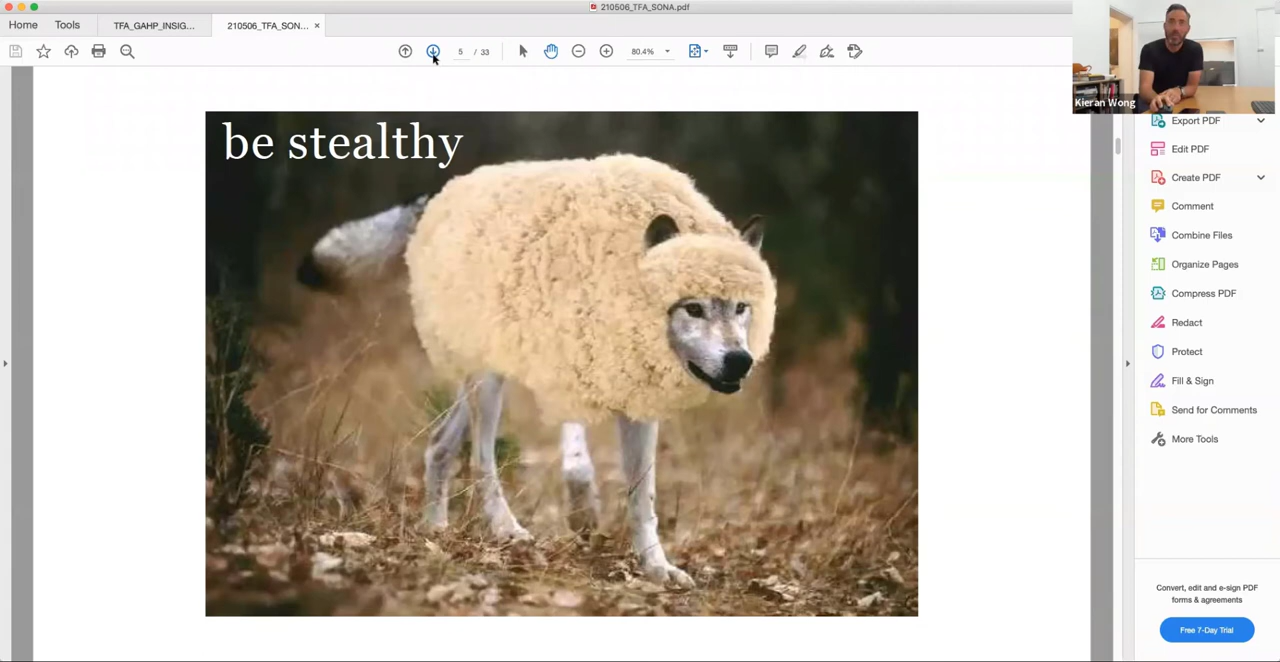 210506_TFA_SONA.pdf
Home
Tools
TFA_GAHP_INSIG...
210506_TFA_SON...
5 / 33
80.4%
Kieran Wong
be stealthy
Export PDF
Edit PDF
Create PDF
Comment
Combine Files
Organize Pages
Compress PDF
Redact
Protect
Fill & Sign
Send for Comments
More Tools
Convert, edit and e-sign PDF
forms & agreements
Free 7-Day Trial